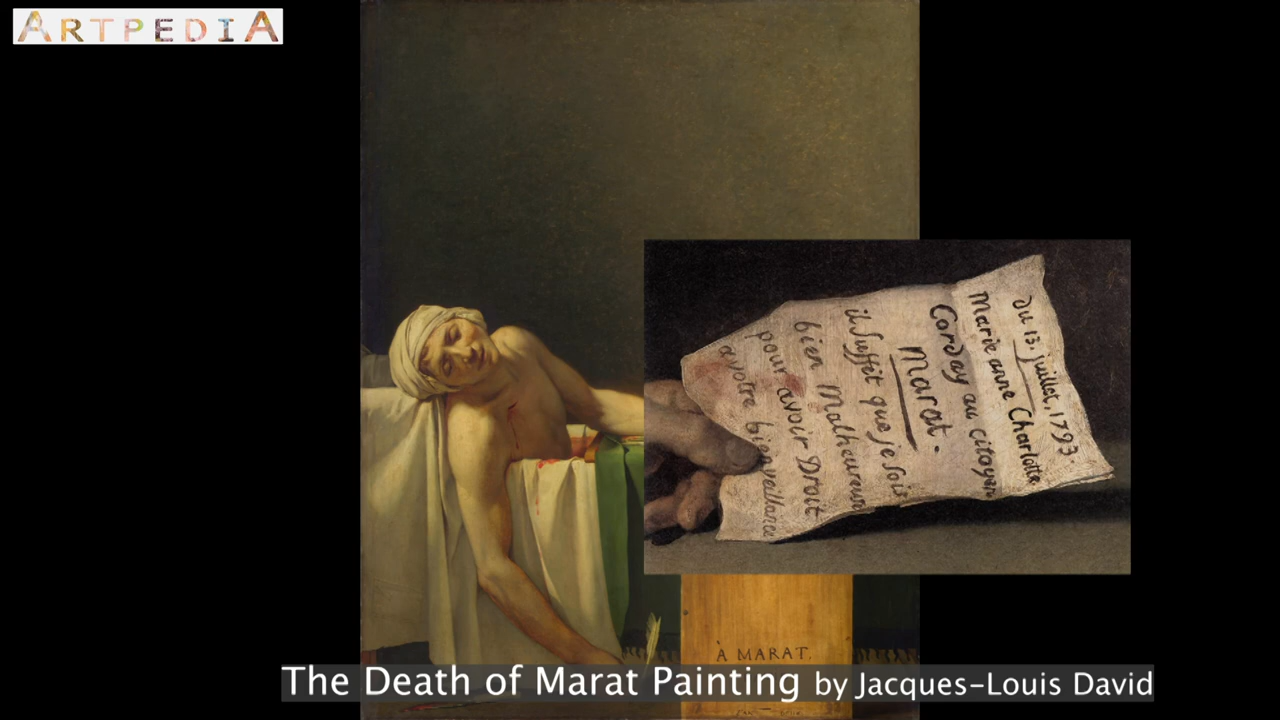 ARTPEDIA
du 13. juillet, 1793.
Marie anne Charlotte
Corday au citoyen
Marat.
il suffit que je sois
bien Malheureuse
pour avoir Droit
a votre bienveillance
À MARAT.
The Death of Marat Painting by Jacques-Louis David